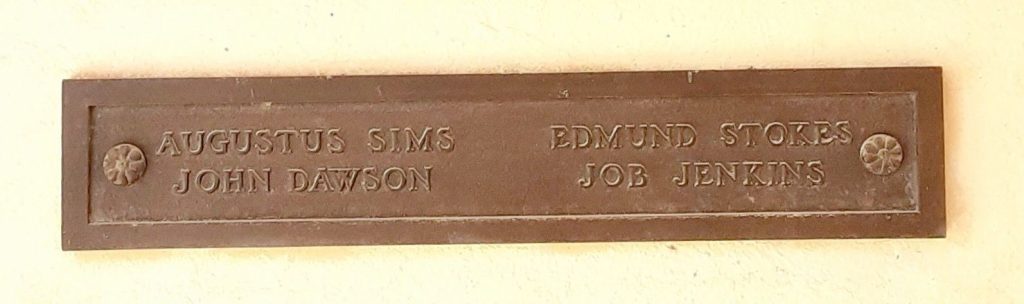 AUGUSTUS SIMS EDMUND STOKES
JOHN DAWSON JOB JENKINS